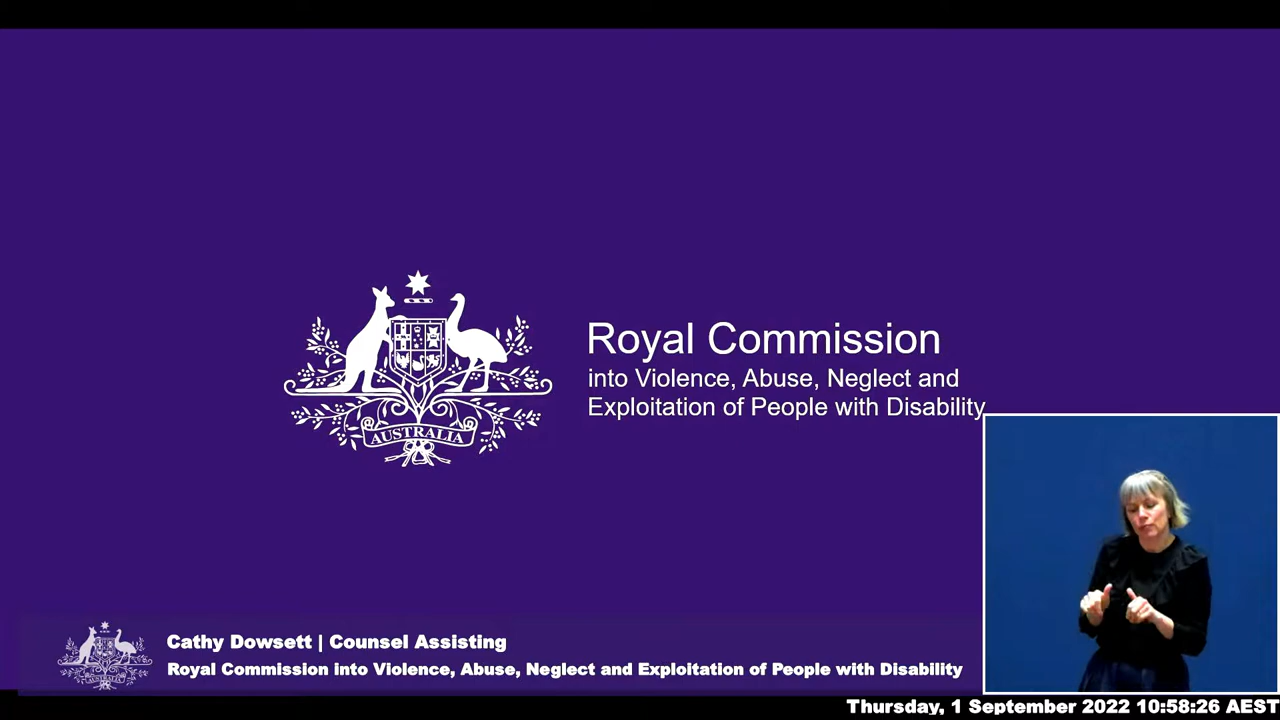 Royal Commission
into Violence, Abuse, Neglect and
Exploitation of People with Disability
AUSTRALIA
Cathy Dowsett | Counsel Assisting
Royal Commission into Violence, Abuse, Neglect and Exploitation of People with Disability
AUSTRALIA
Thursday, 1 September 2022 10:58:26 AEST